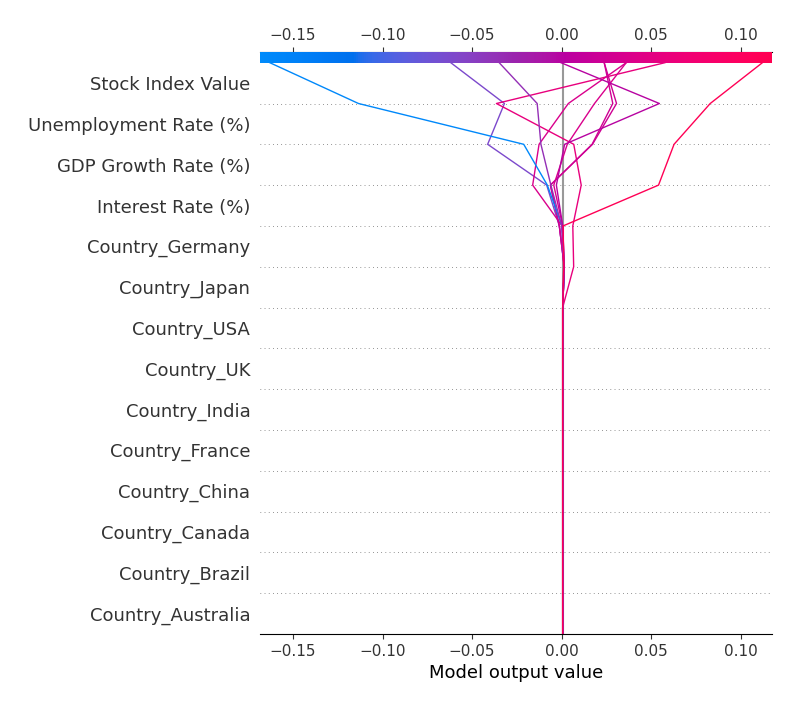 −0.15 −0.10 −0.05 0.00 0.05 0.10
Stock Index Value
Unemployment Rate (%)
GDP Growth Rate (%)
Interest Rate (%)
Country_Germany
Country_Japan
Country_USA
Country_UK
Country_India
Country_France
Country_China
Country_Canada
Country_Brazil
Country_Australia
−0.15 −0.10 −0.05 0.00 0.05 0.10
Model output value